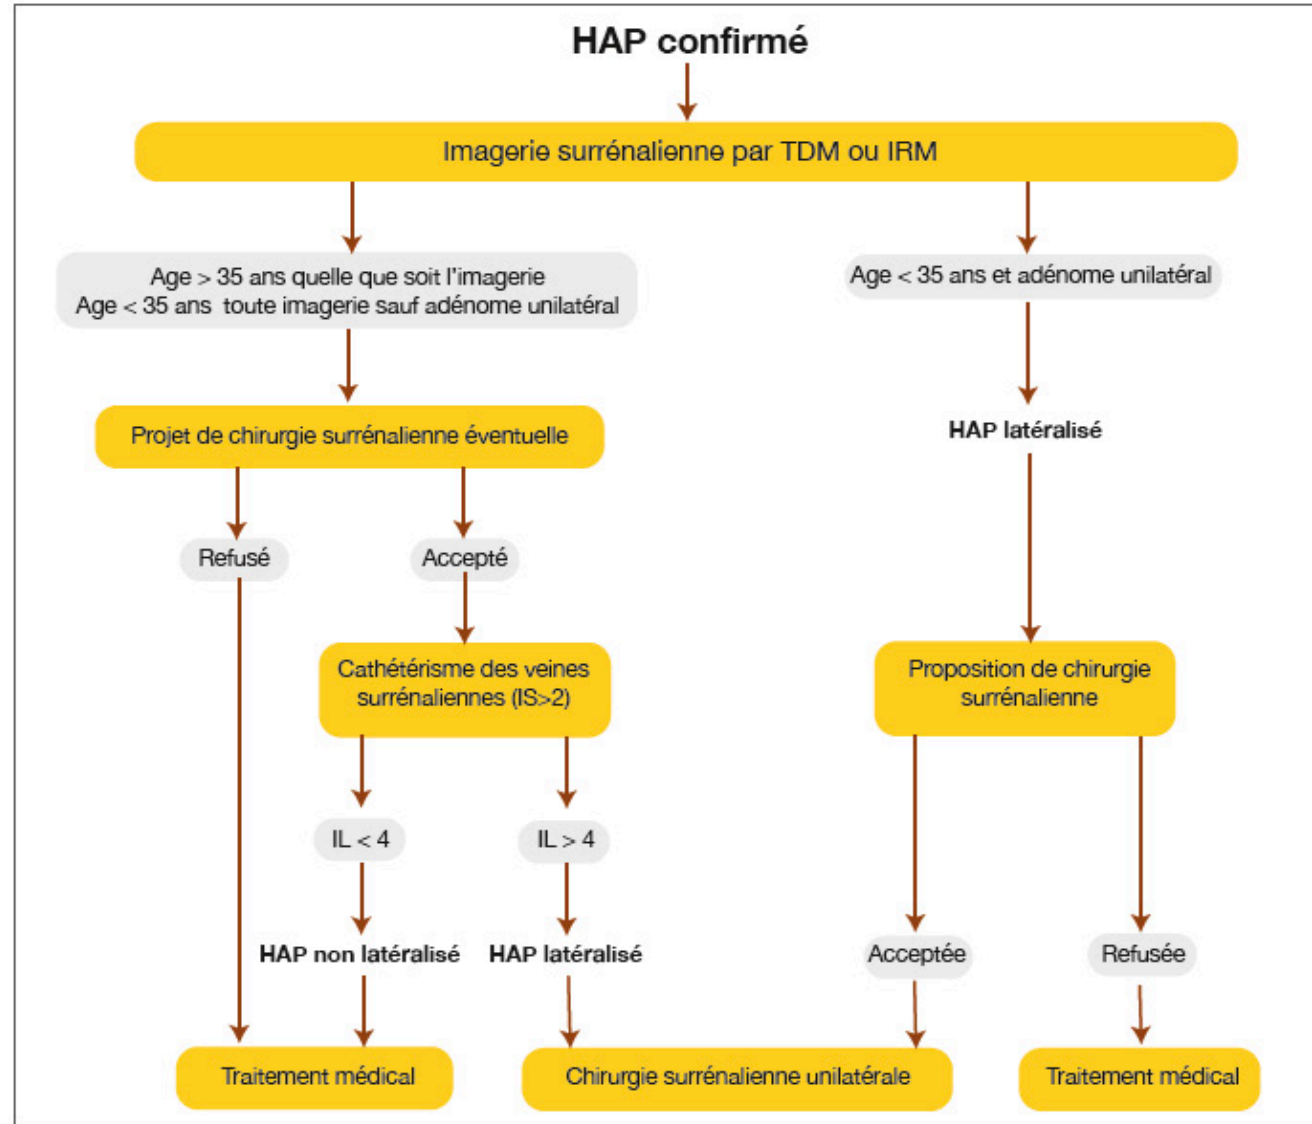 HAP confirmé
Imagerie surrénalienne par TDM ou IRM
Age > 35 ans quelle que soit l'imagerie
Age < 35 ans toute imagerie sauf adénome unilatéral
Age < 35 ans et adénome unilatéral
Projet de chirurgie surrénalienne éventuelle
HAP latéralisé
Refusé
Accepté
Cathétérisme des veines
surrénaliennes (IS>2)
Proposition de chirurgie
surrénalienne
IL < 4
IL > 4
HAP non latéralisé
HAP latéralisé
Acceptée
Refusée
Traitement médical
Chirurgie surrénalienne unilatérale
Traitement médical